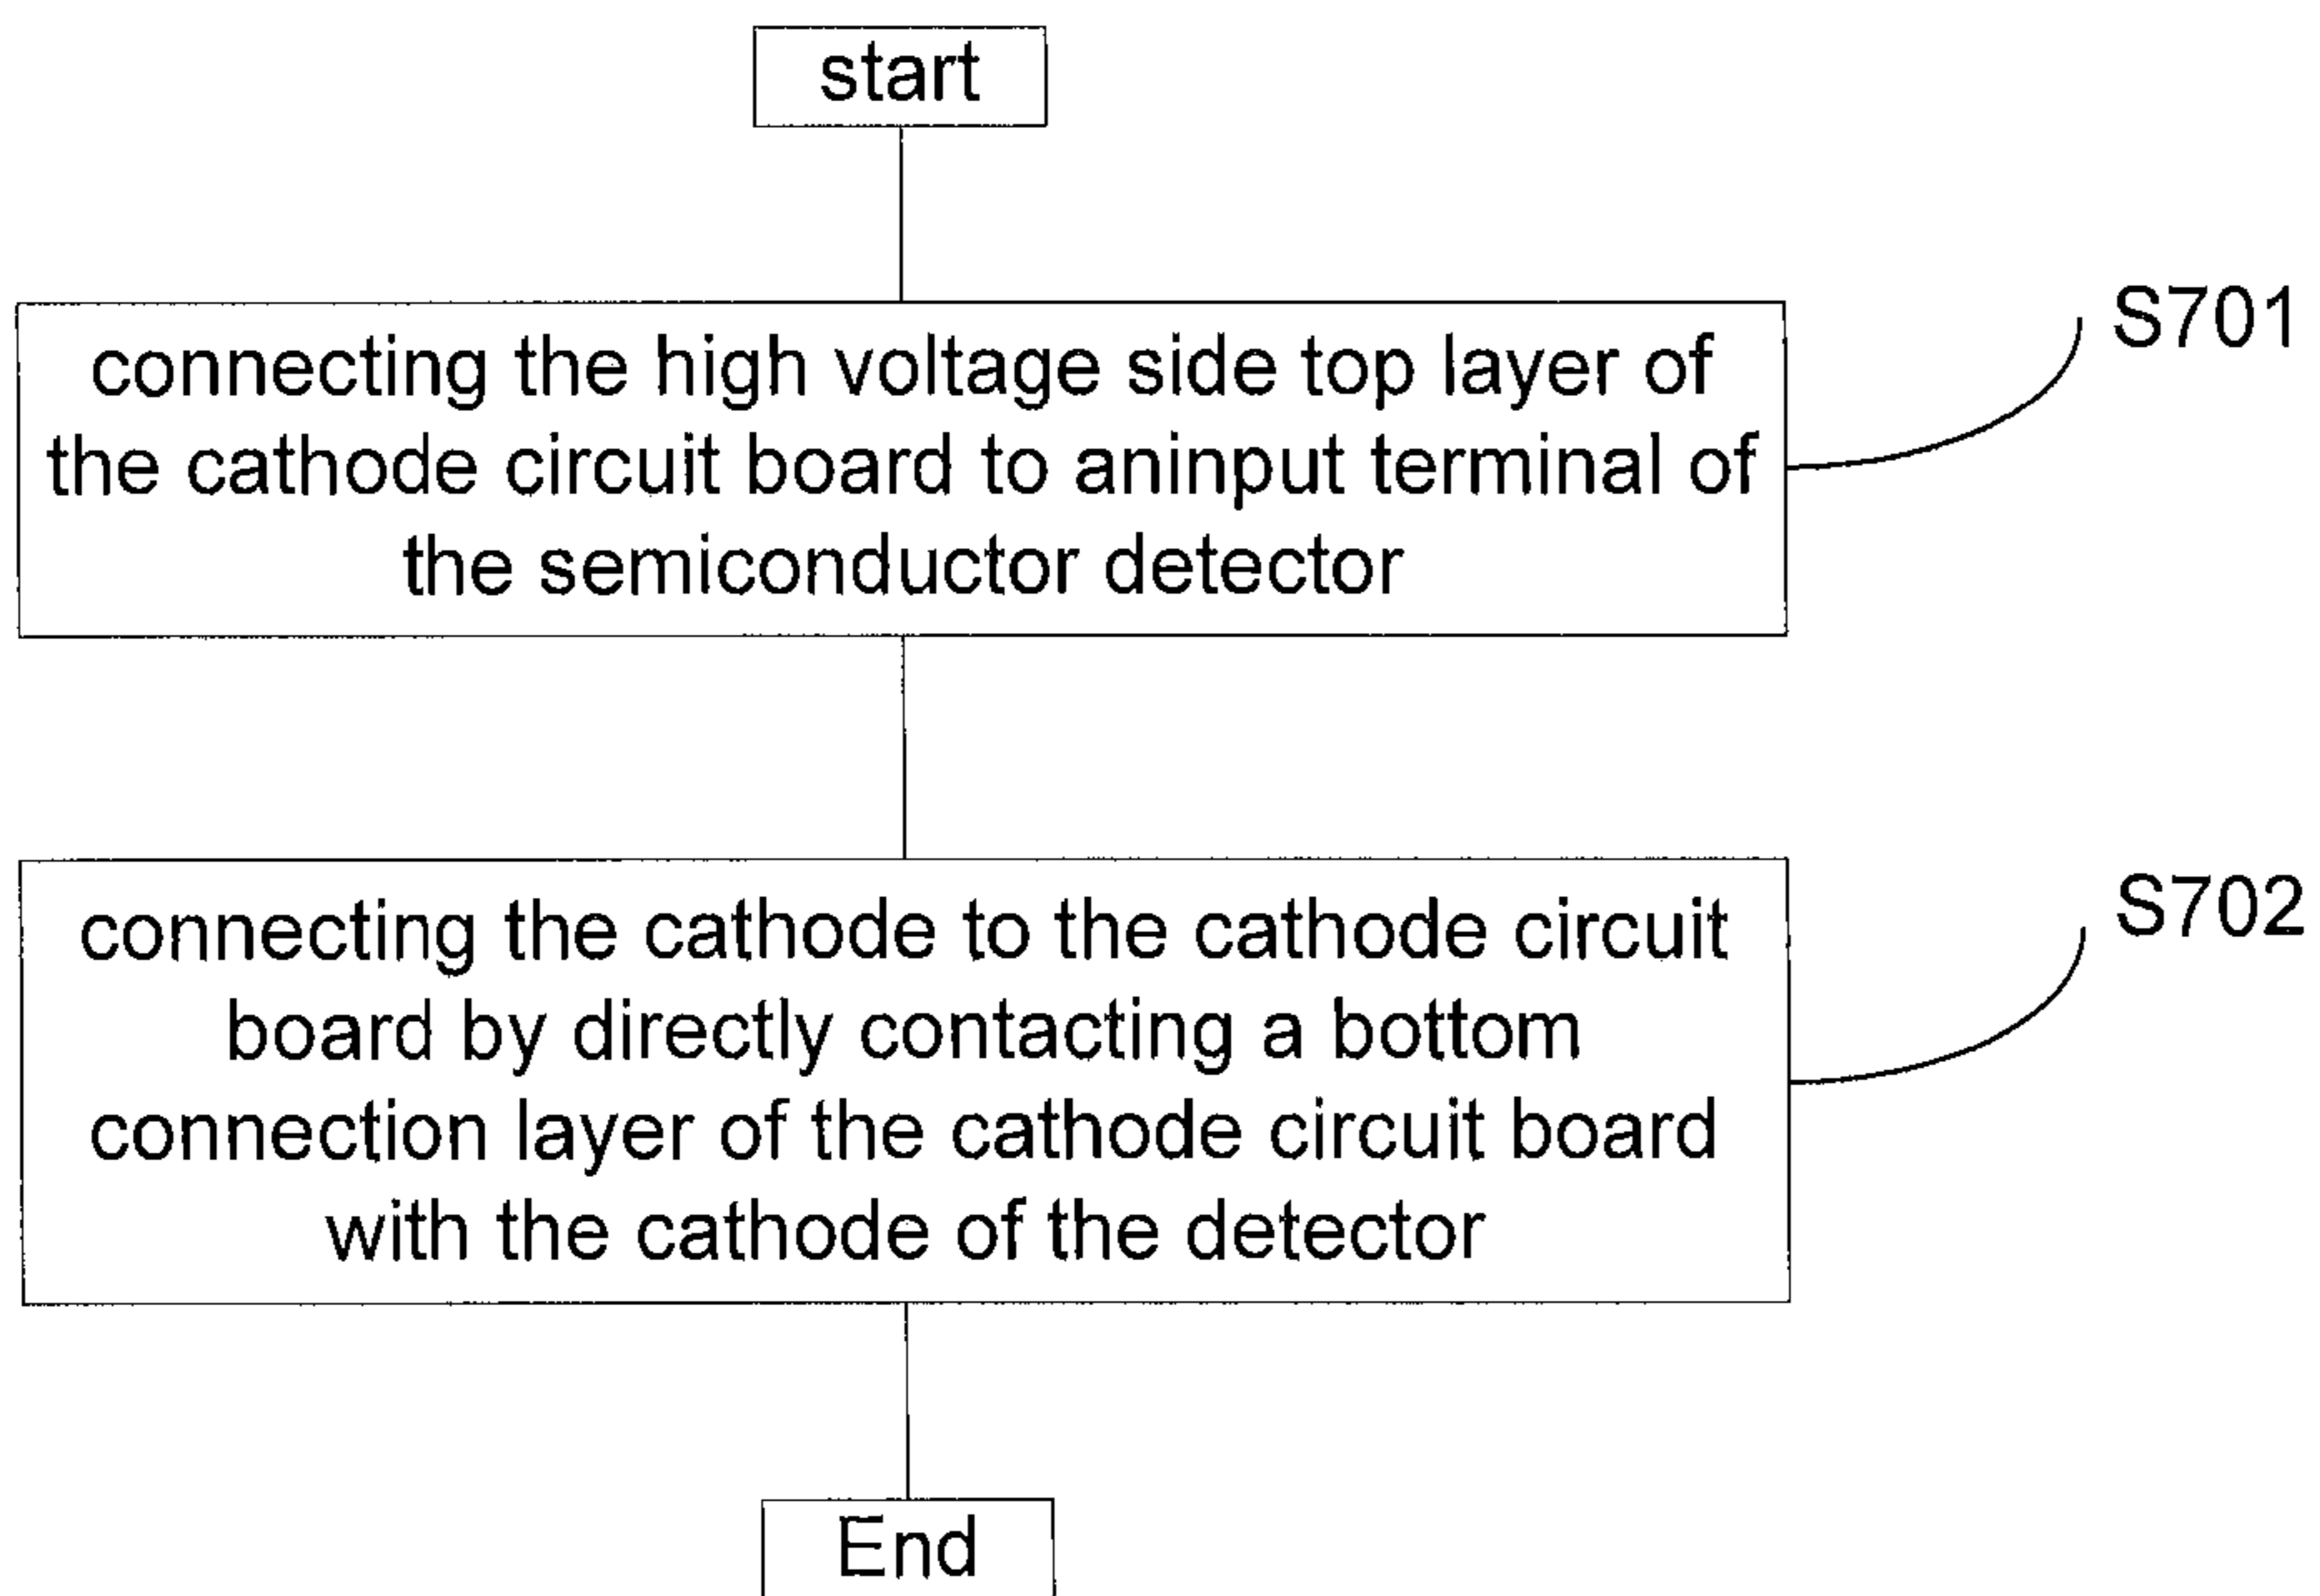 start
connecting the high voltage side top layer of
the cathode circuit board to aninput terminal of
the semiconductor detector
S701
connecting the cathode to the cathode circuit
board by directly contacting a bottom
connection layer of the cathode circuit board
with the cathode of the detector
S702
End